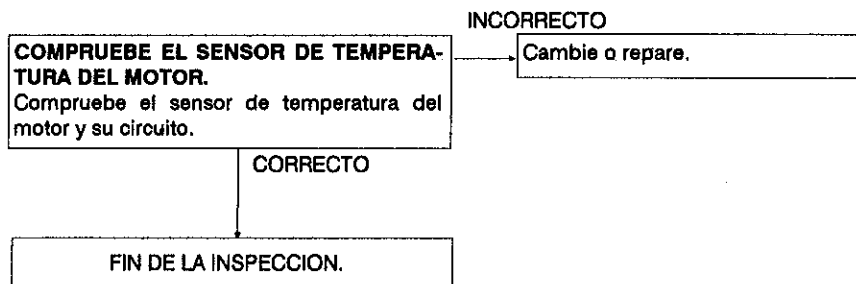 INCORRECTO
COMPRUEBE EL SENSOR DE TEMPERA-
TURA DEL MOTOR.
Compruebe el sensor de temperatura del
motor y su circuito.
Cambie o repare.
CORRECTO
FIN DE LA INSPECCION.